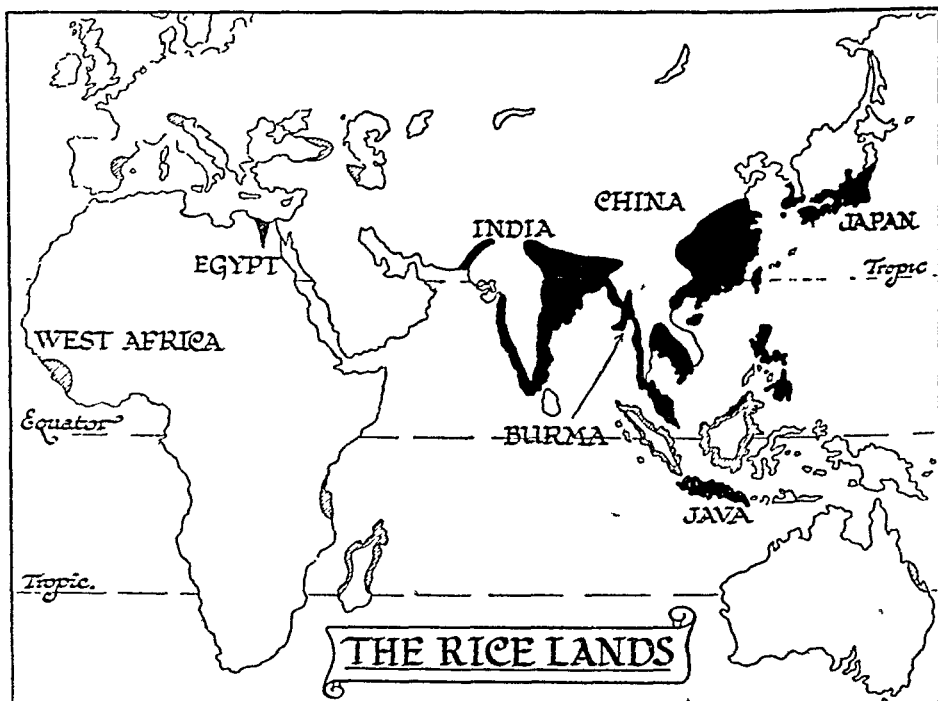 CHINA
INDIA
JAPAN
EGYPT
Tropic
WEST AFRICA
Equator
BURMA
JAVA
Tropic.
THE RICE LANDS